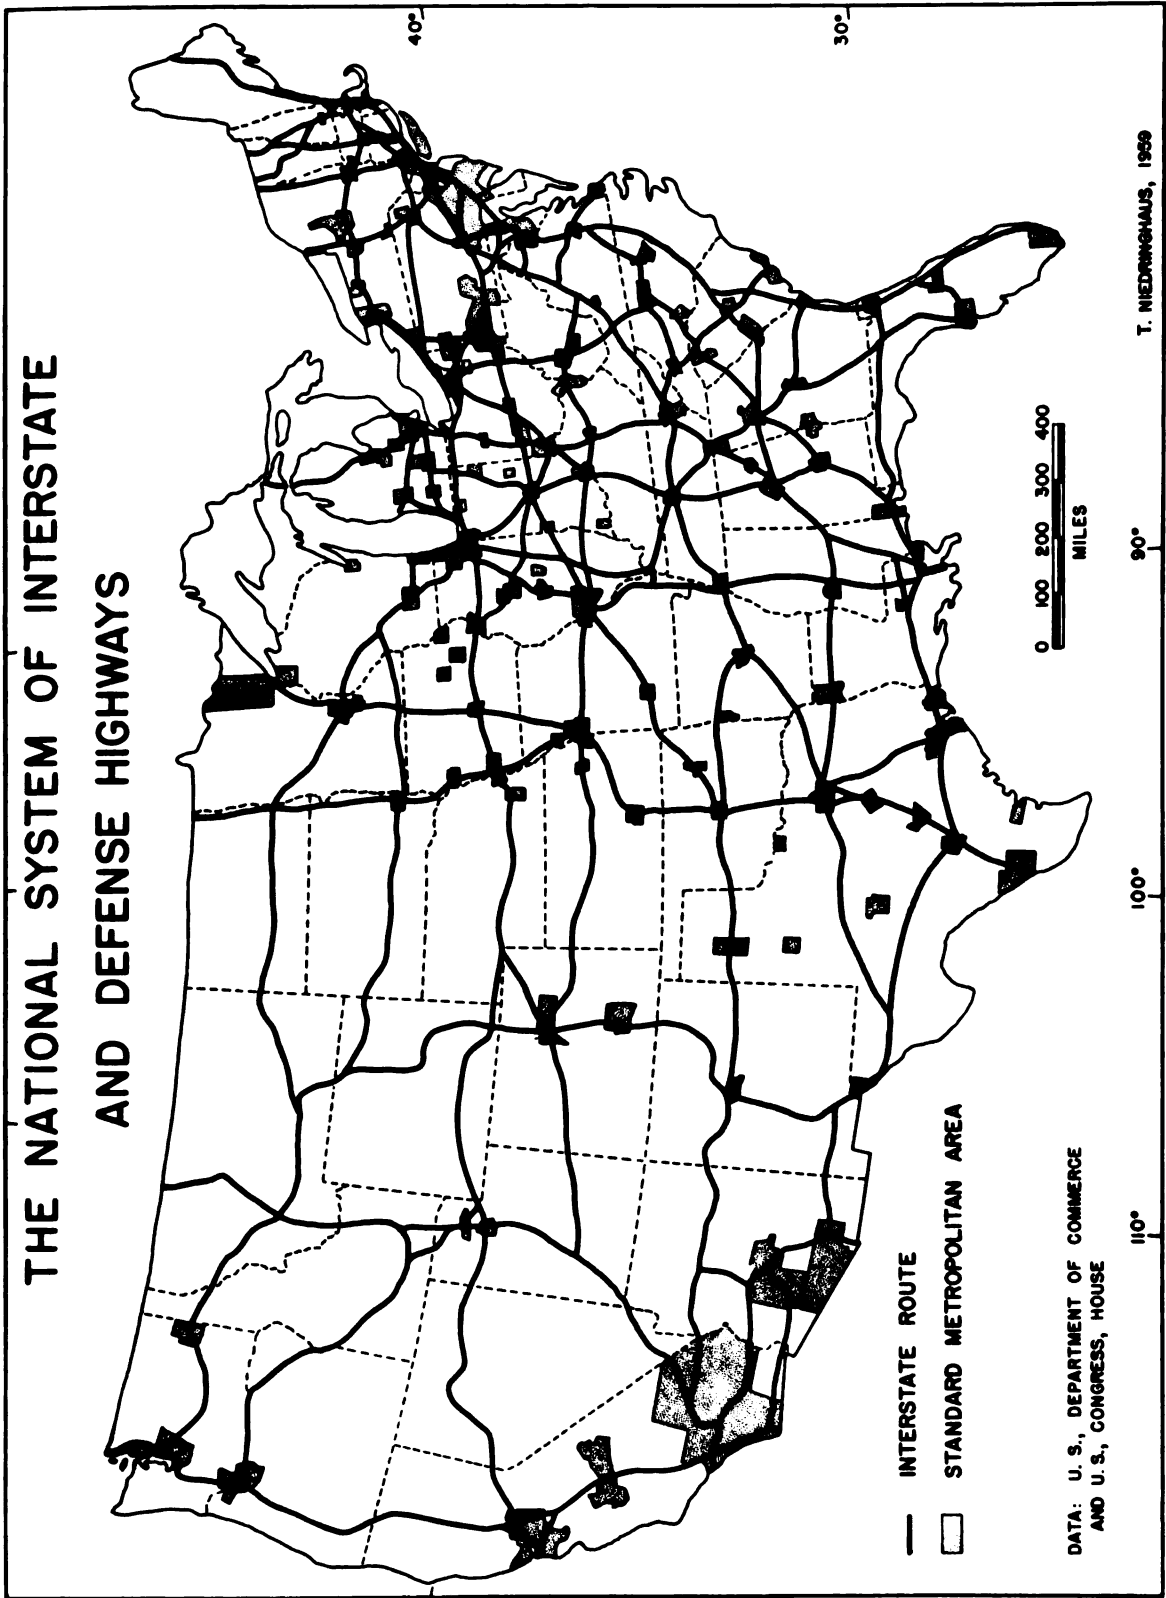 THE NATIONAL SYSTEM OF INTERSTATE
AND DEFENSE HIGHWAYS
40°
30°
90°
100°
110°
0 100 200 300 400
MILES
INTERSTATE ROUTE
STANDARD METROPOLITAN AREA
DATA: U. S., DEPARTMENT OF COMMERCE
AND U. S., CONGRESS, HOUSE
T. NIEDRINGHAUS, 1959